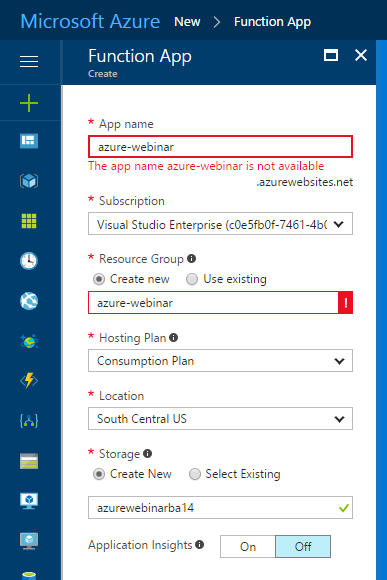 Microsoft Azure New > Function App
Function App
Create
* App name
azure-webinar
The app name azure-webinar is not available
.azurewebsites.net
* Subscription
Visual Studio Enterprise (c0e5fb0f-7461-4b0
* Resource Group
Create new Use existing
azure-webinar !
* Hosting Plan
Consumption Plan
* Location
South Central US
* Storage
Create New Select Existing
azurewebinarba14
Application Insights On Off